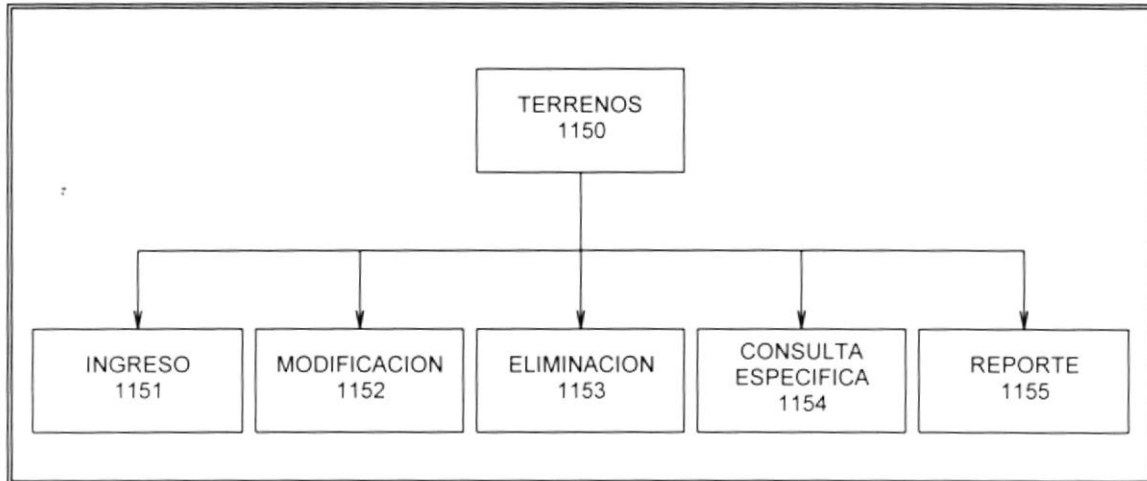 TERRENOS
1150
INGRESO
1151
MODIFICACION
1152
ELIMINACION
1153
CONSULTA
ESPECIFICA
1154
REPORTE
1155